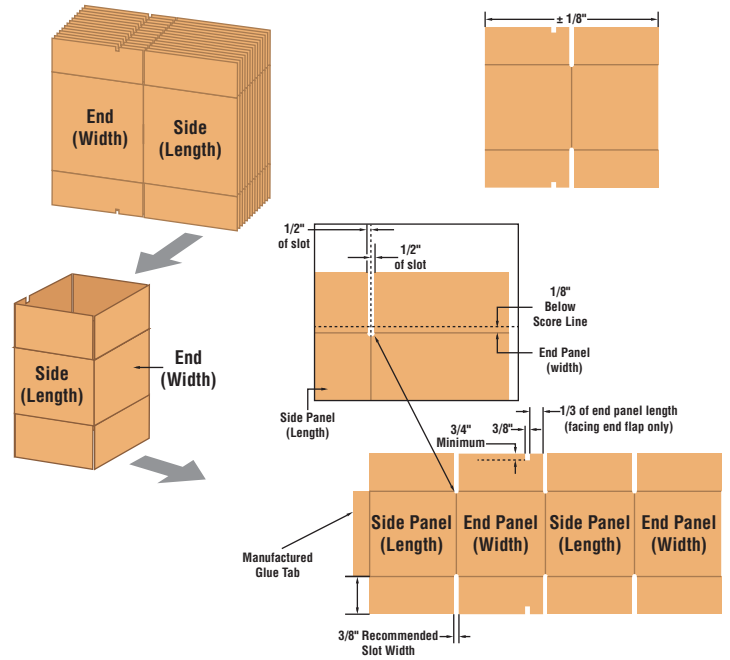 ± 1/8"
End
(Width)
Side
(Length)
1/2"
of slot
1/2"
of slot
1/8"
Below
Score Line
End Panel
(width)
Side Panel
(Length)
Side
(Length)
End
(Width)
1/3 of end panel length
(facing end flap only)
3/4"
Minimum
3/8"
Side Panel
(Length)
End Panel
(Width)
Side Panel
(Length)
End Panel
(Width)
Manufactured
Glue Tab
3/8" Recommended
Slot Width